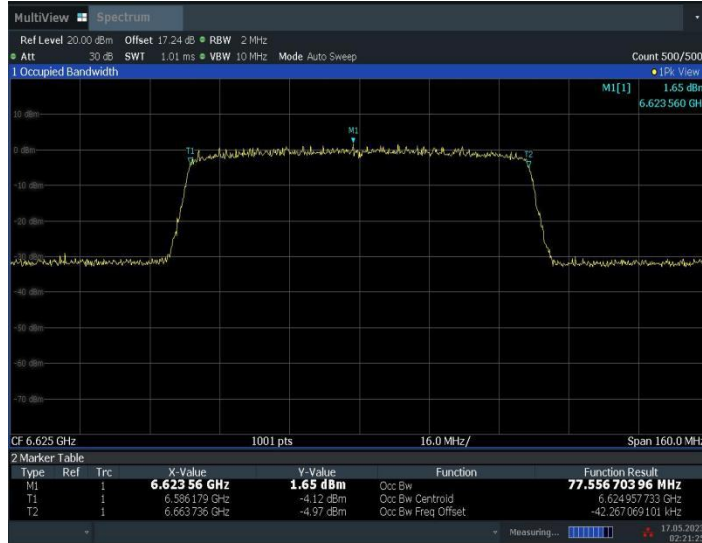 MultiView Spectrum
Ref Level 20.00 dBm Offset 17.24 dB RBW 2 MHz
Att 30 dB SWT 1.01 ms VBW 10 MHz Mode Auto Sweep Count 500/500
1 Occupied Bandwidth 1Pk View
M1[1] 1.65 dBm
6.623 560 GHz
10 dBm
M1
0 dBm
T1
T2
-10 dBm
-20 dBm
-40 dBm
-50 dBm
-60 dBm
-70 dBm
CF 6.625 GHz 1001 pts 16.0 MHz/ Span 160.0 MHz
2 Marker Table
Type Ref Trc X-Value Y-Value Function Function Result
M1 1 6.623 56 GHz 1.65 dBm Occ Bw 77.556 703 96 MHz
T1 1 6.586 179 GHz -4.12 dBm Occ Bw Centroid 6.624 957 733 GHz
T2 1 6.663 736 GHz -4.97 dBm Occ Bw Freq Offset -42.267 069 101 kHz
Measuring... 17.05.2023
02:21:25